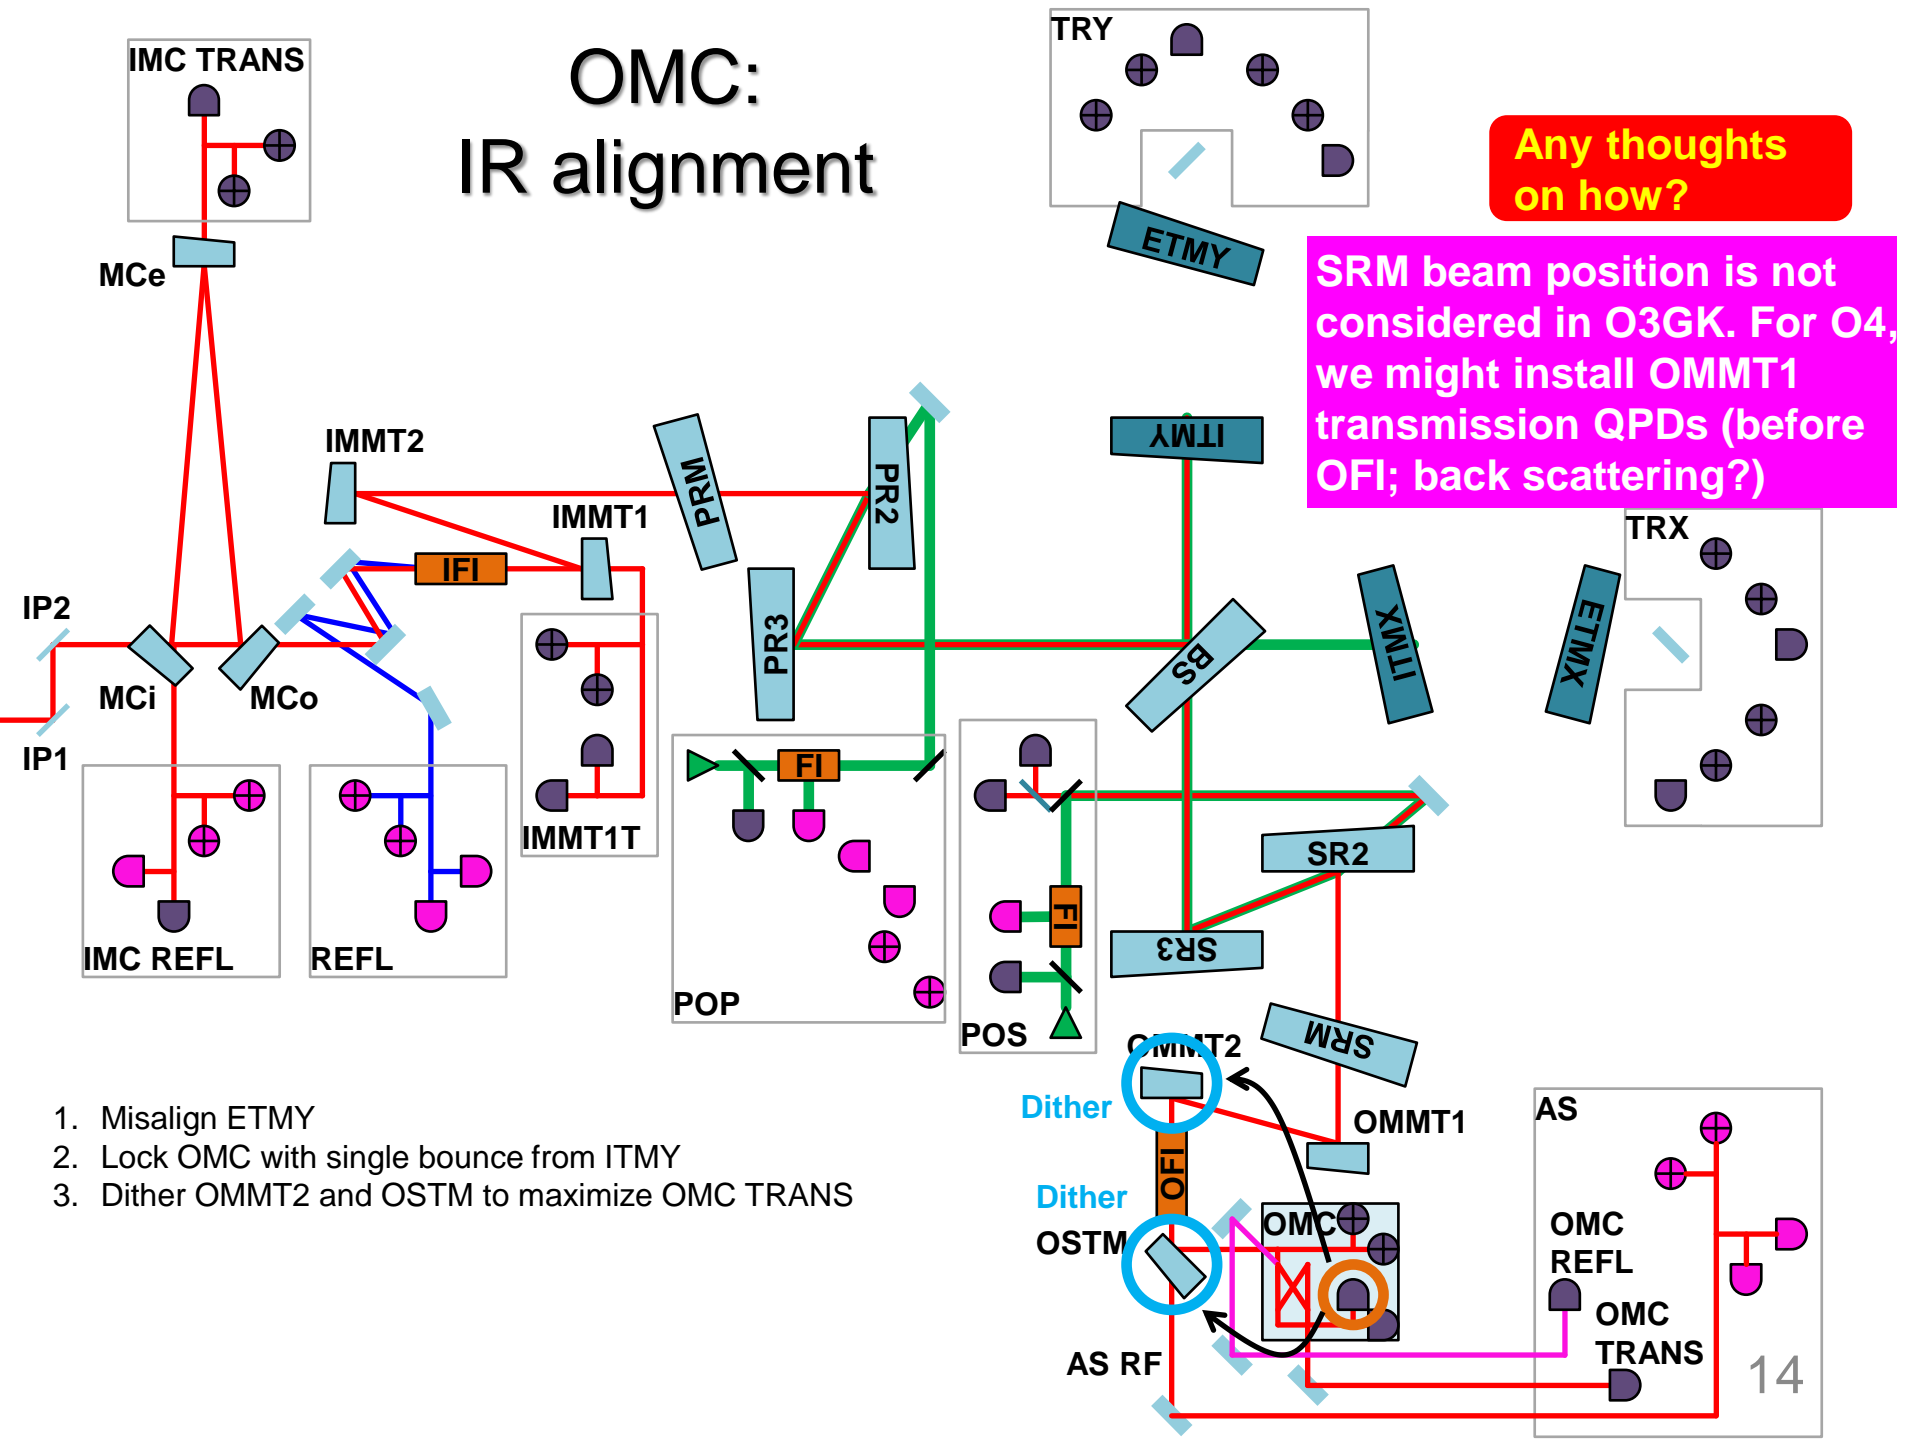 OMC:
IR alignment
IMC TRANS
TRY
Any thoughts
on how?
ETMY
MCe
SRM beam position is not
considered in O3GK. For O4,
we might install OMMT1
transmission QPDs (before
OFI; back scattering?)
IMMT2
PRM
PR2
ITMY
IMMT1
TRX
IFI
IP2
PR3
BS
ITMX
ETMX
MCi
MCo
IP1
FI
IMMT1T
SR2
FI
IMC REFL
REFL
SR3
POP
POS
SRM
OMMT2
Dither
OMMT1
AS
1. Misalign ETMY
2. Lock OMC with single bounce from ITMY
3. Dither OMMT2 and OSTM to maximize OMC TRANS
OFI
Dither
OSTM
OMC
OMC
REFL
OMC
TRANS
AS RF
14